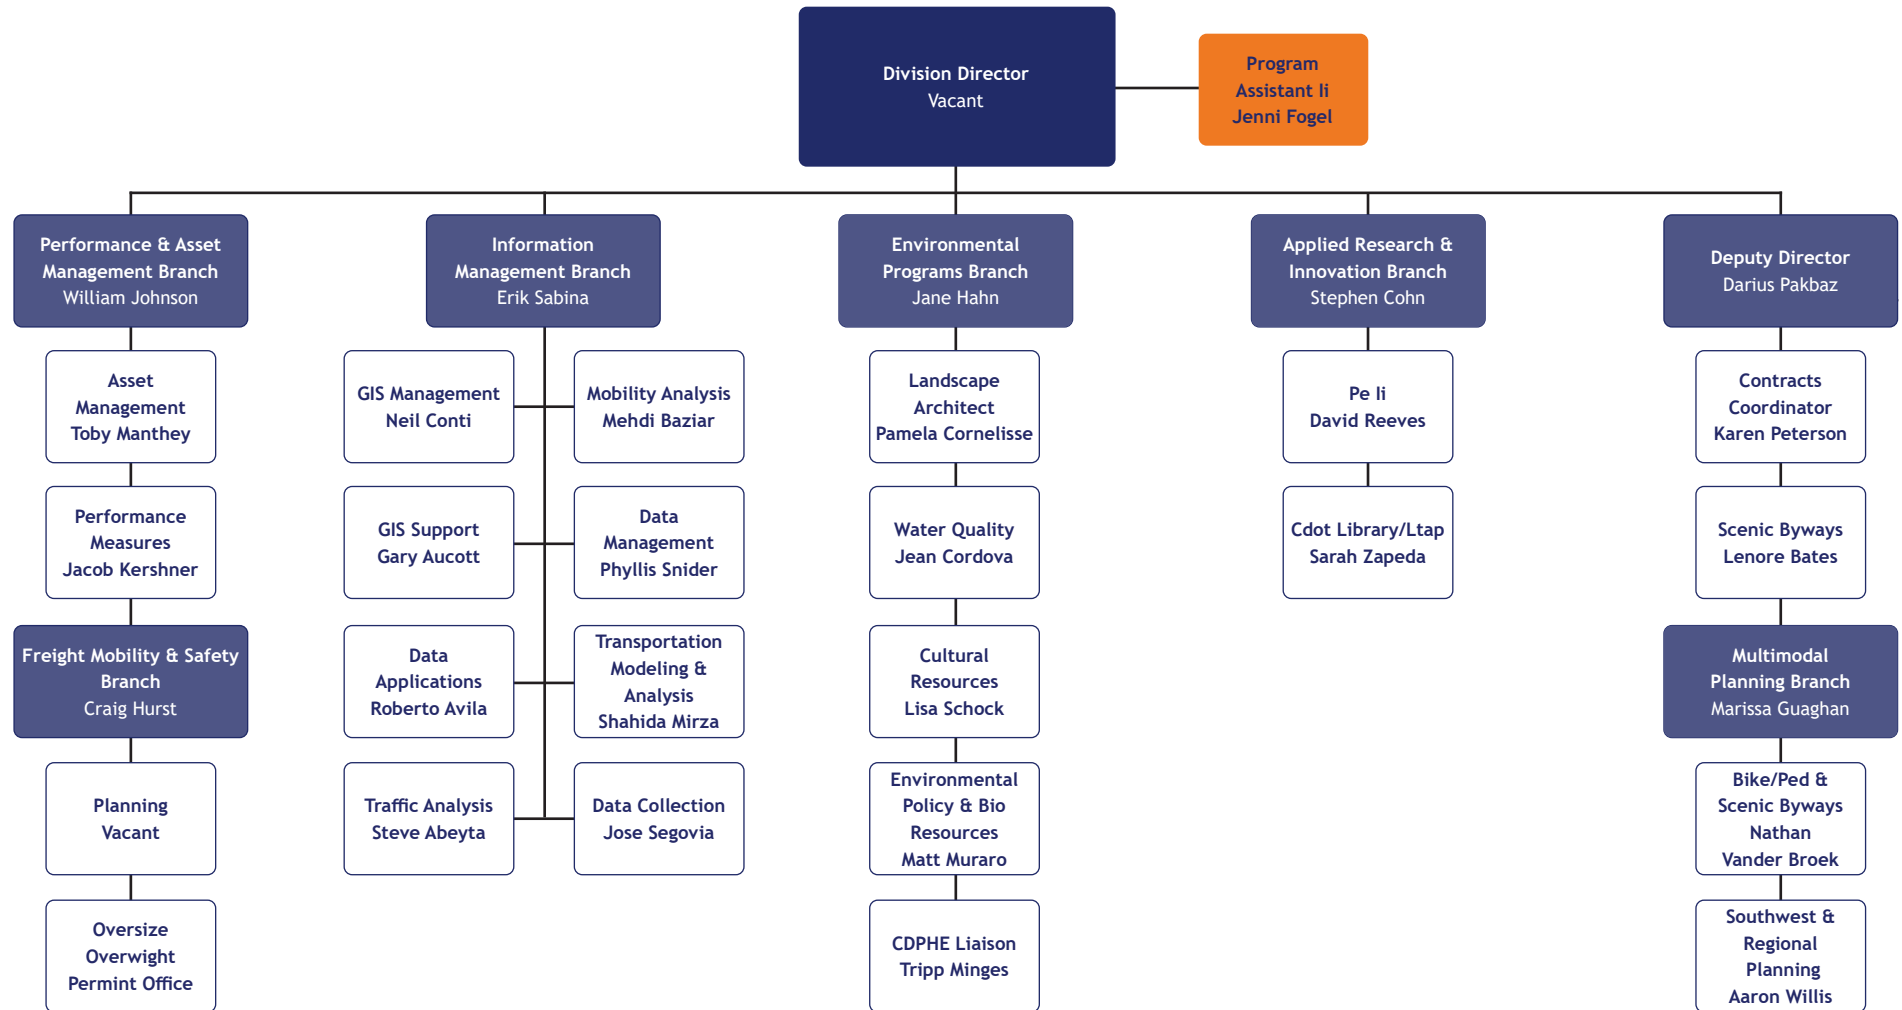 Division Director
Vacant
Program
Assistant Ii
Jenni Fogel
Performance & Asset
Management Branch
William Johnson
Information
Management Branch
Erik Sabina
Environmental
Programs Branch
Jane Hahn
Applied Research &
Innovation Branch
Stephen Cohn
Deputy Director
Darius Pakbaz
Asset
Management
Toby Manthey
GIS Management
Neil Conti
Mobility Analysis
Mehdi Baziar
Landscape
Architect
Pamela Cornelisse
Pe Ii
David Reeves
Contracts
Coordinator
Karen Peterson
Performance
Measures
Jacob Kershner
GIS Support
Gary Aucott
Data
Management
Phyllis Snider
Water Quality
Jean Cordova
Cdot Library/Ltap
Sarah Zapeda
Scenic Byways
Lenore Bates
Freight Mobility & Safety
Branch
Craig Hurst
Data
Applications
Roberto Avila
Transportation
Modeling &
Analysis
Shahida Mirza
Cultural
Resources
Lisa Schock
Multimodal
Planning Branch
Marissa Guaghan
Planning
Vacant
Traffic Analysis
Steve Abeyta
Data Collection
Jose Segovia
Environmental
Policy & Bio
Resources
Matt Muraro
Bike/Ped &
Scenic Byways
Nathan
Vander Broek
Oversize
Overwight
Permint Office
CDPHE Liaison
Tripp Minges
Southwest &
Regional
Planning
Aaron Willis